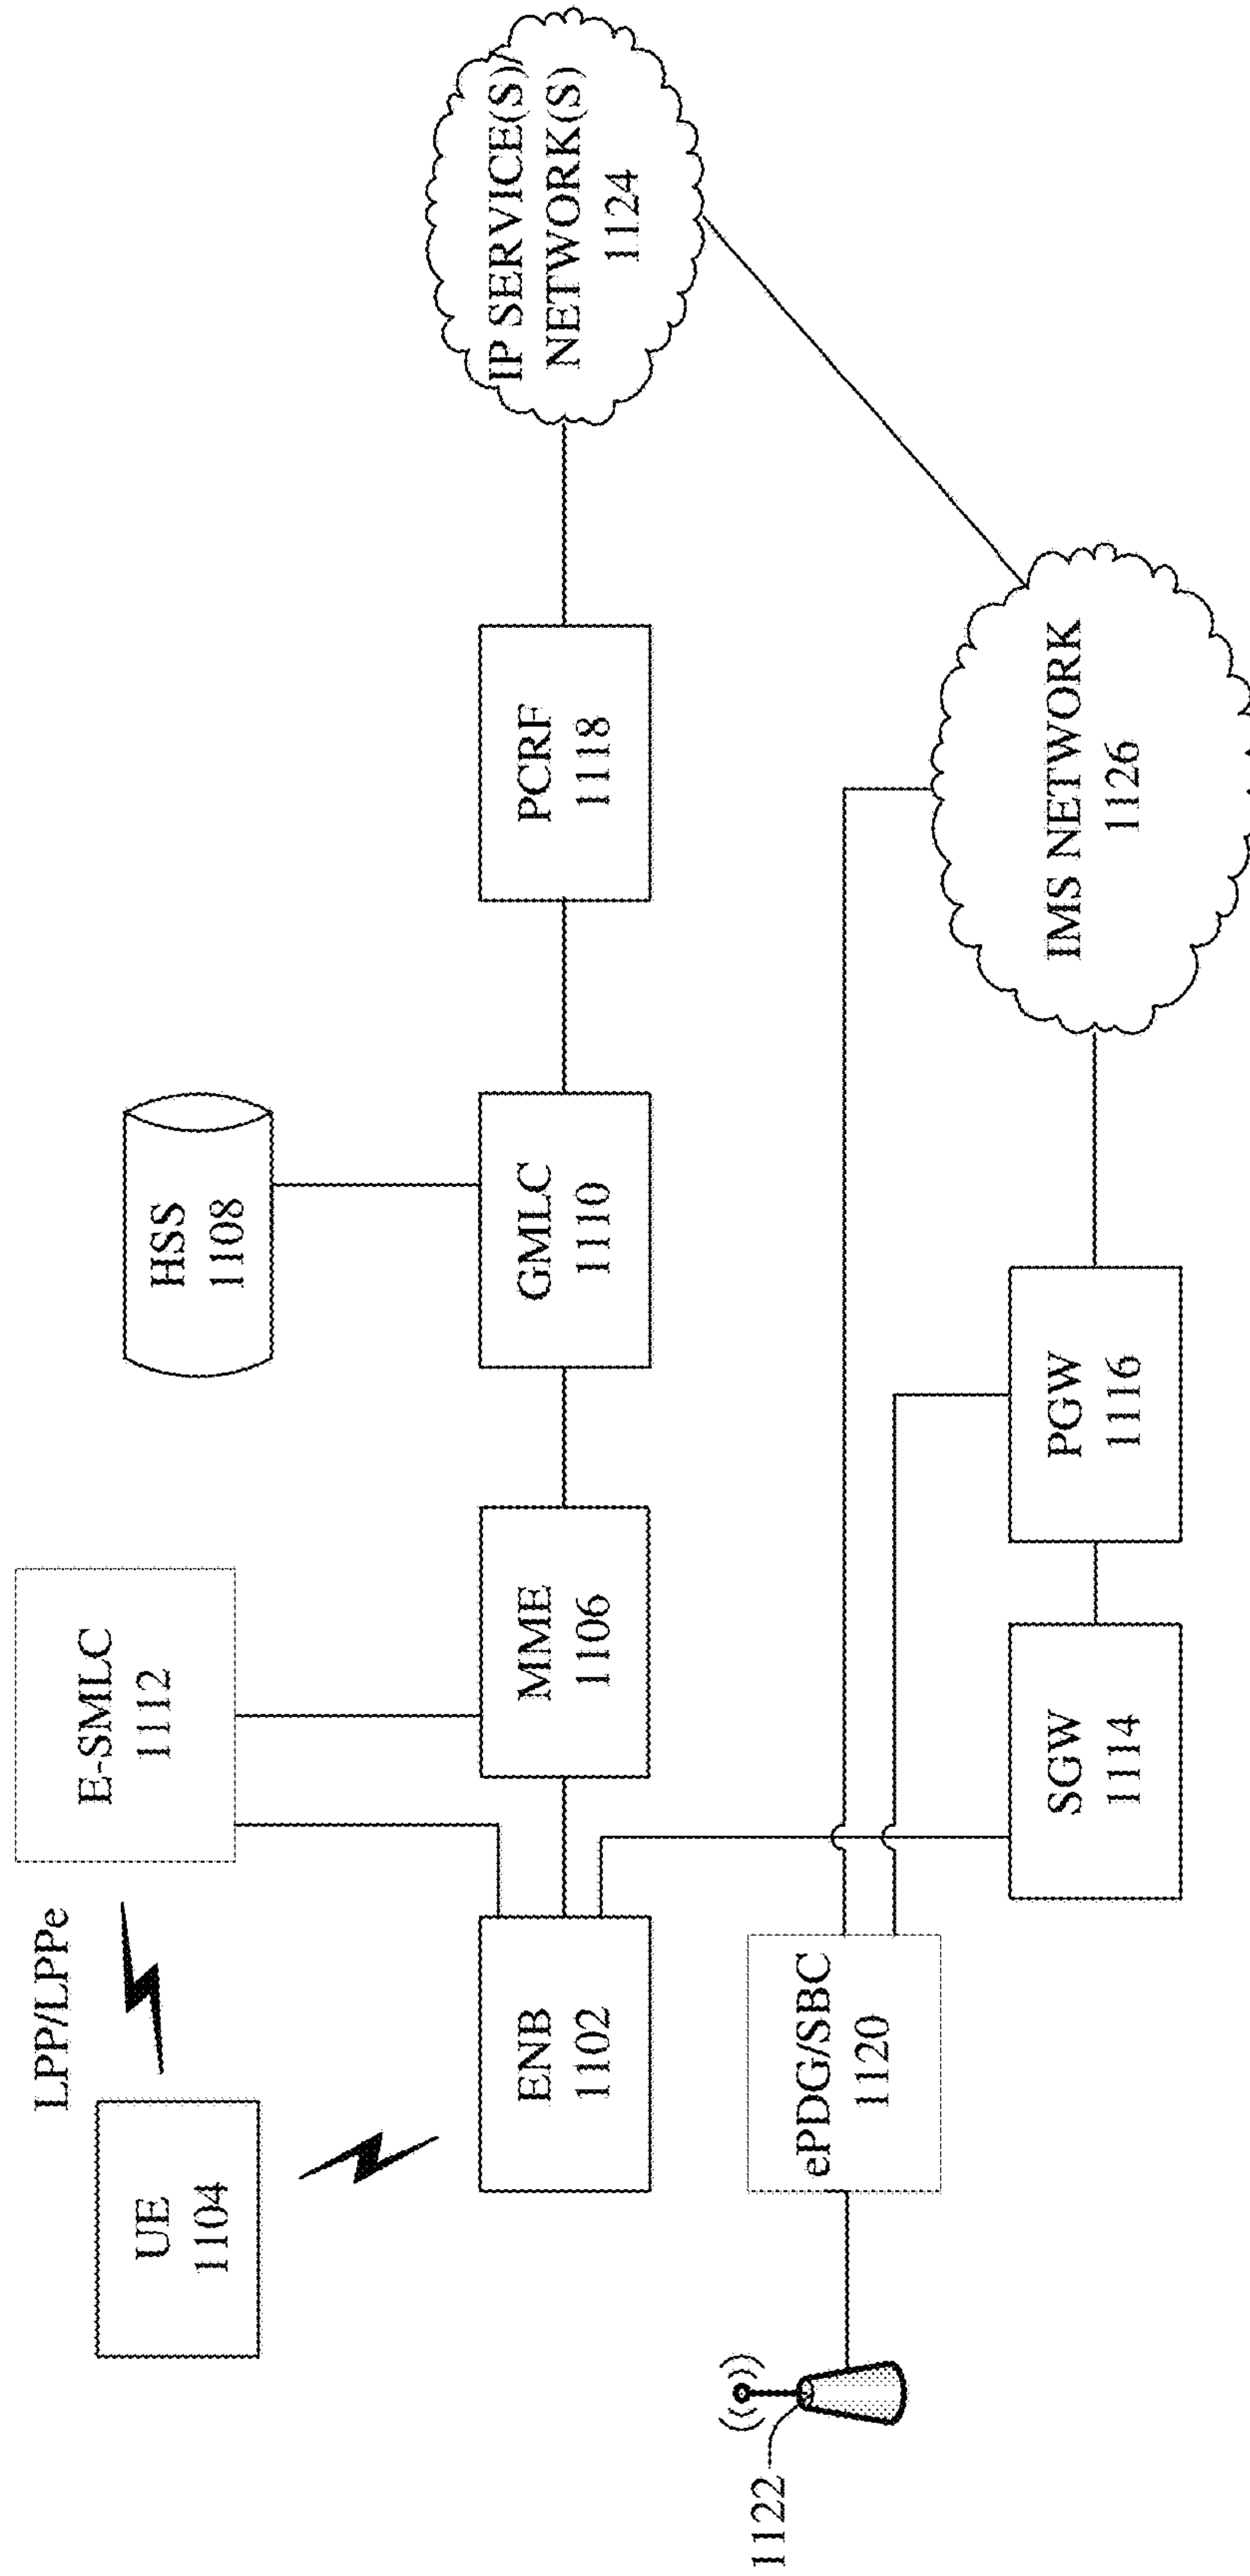 LPP/LPPe
UE
1104
E-SMLC
1112
HSS
1108
ENB
1102
MME
1106
GMLC
1110
PCRF
1118
IP SERVICE(S)/
NETWORK(S)
1124
1122
ePDG/SBC
1120
SGW
1114
PGW
1116
IMS NETWORK
1126